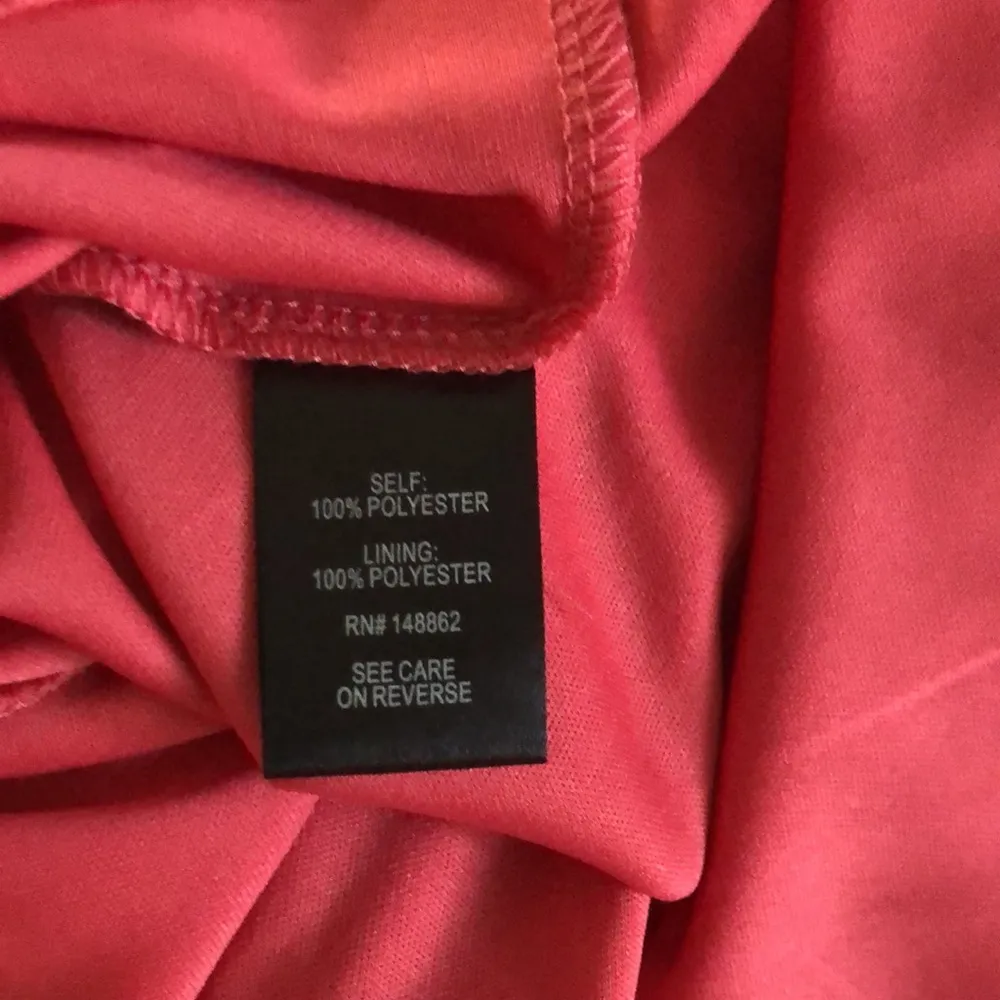 SELF:
100% POLYESTER
LINING:
100% POLYESTER
RN# 148862
SEE CARE
ON REVERSE